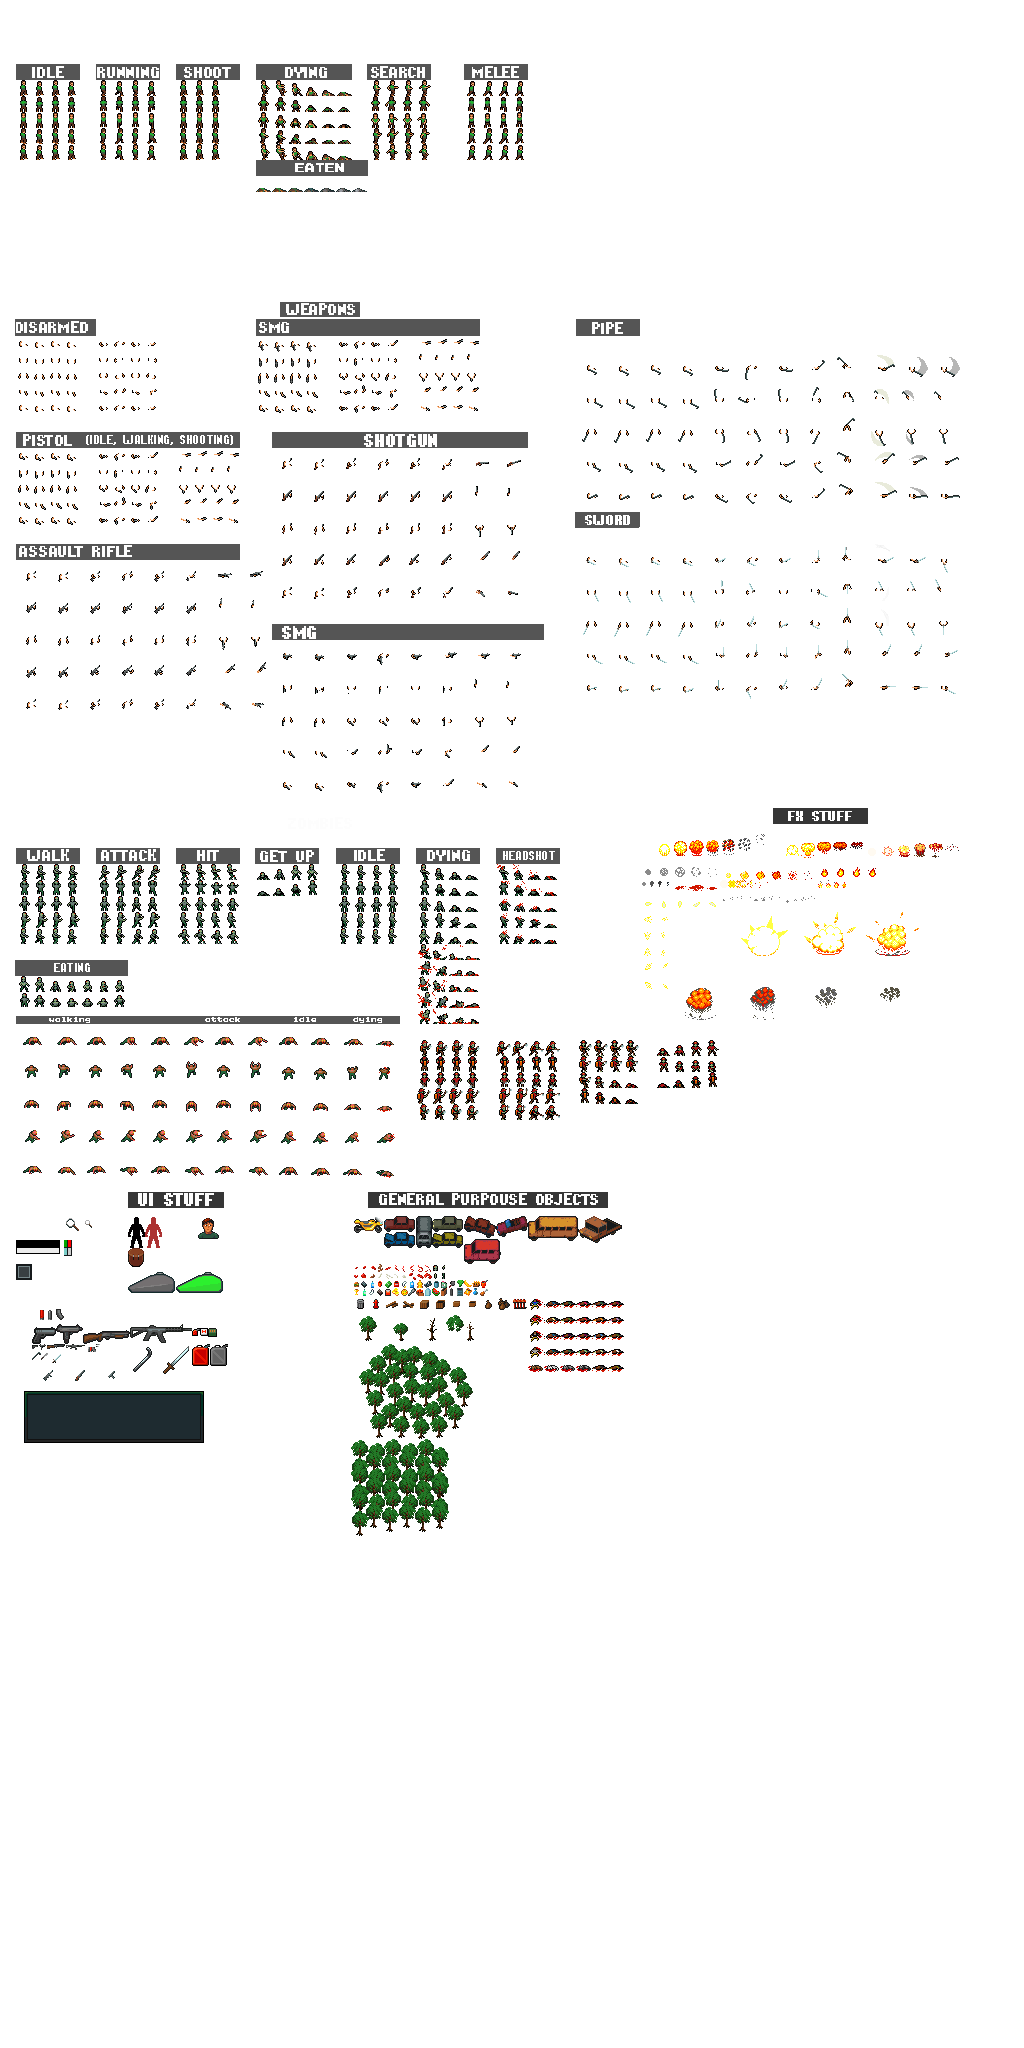 IDLE
RUNNING
SHOOT
DYING
SEARCH
MELEE
EATEN
WEAPONS
DISARMED
SMG
PIPE
PISTOL (IDLE, WALKING, SHOOTING)
SHOTGUN
SWORD
ASSAULT RIFLE
SMG
FX STUFF
WALK
ATTACK
HIT
GET UP
IDLE
DYING
HEADSHOT
EATING
walking
attack
idle
dying
UI STUFF
GENERAL PURPOUSE OBJECTS